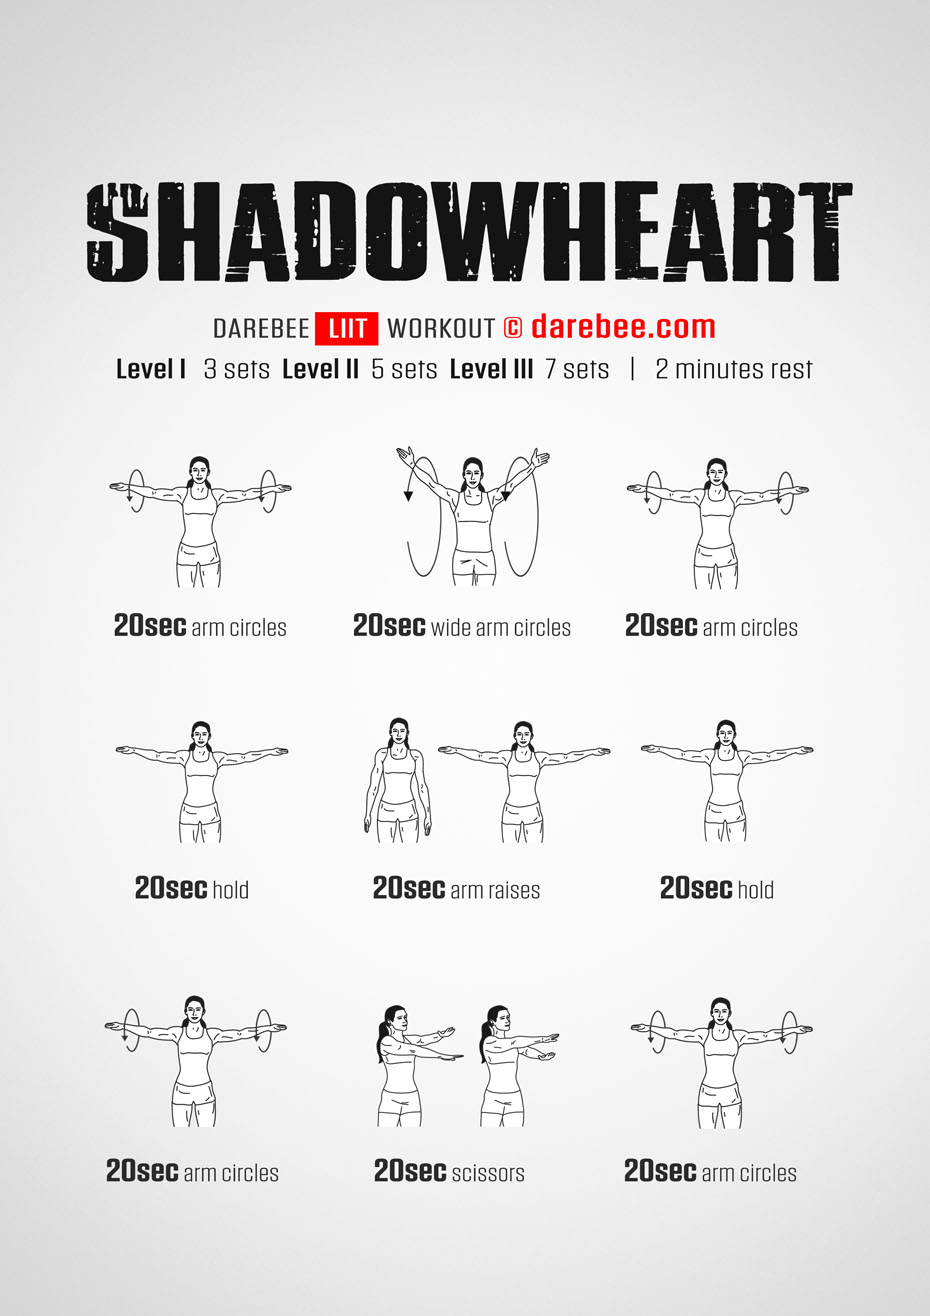 SHADOWHEART
DAREBEE LIIT WORKOUT © darebee.com
Level I 3 sets Level II 5 sets Level III 7 sets | 2 minutes rest
20sec arm circles
20sec wide arm circles
20sec arm circles
20sec hold
20sec arm raises
20sec hold
20sec arm circles
20sec scissors
20sec arm circles